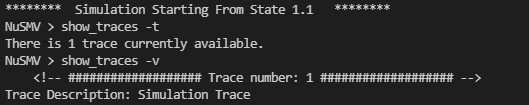 ********  Simulation Starting From State 1.1   ********
NuSMV > show_traces -t
There is 1 trace currently available.
NuSMV > show_traces -v
    <!-- ################### Trace number: 1 ################### -->
Trace Description: Simulation Trace